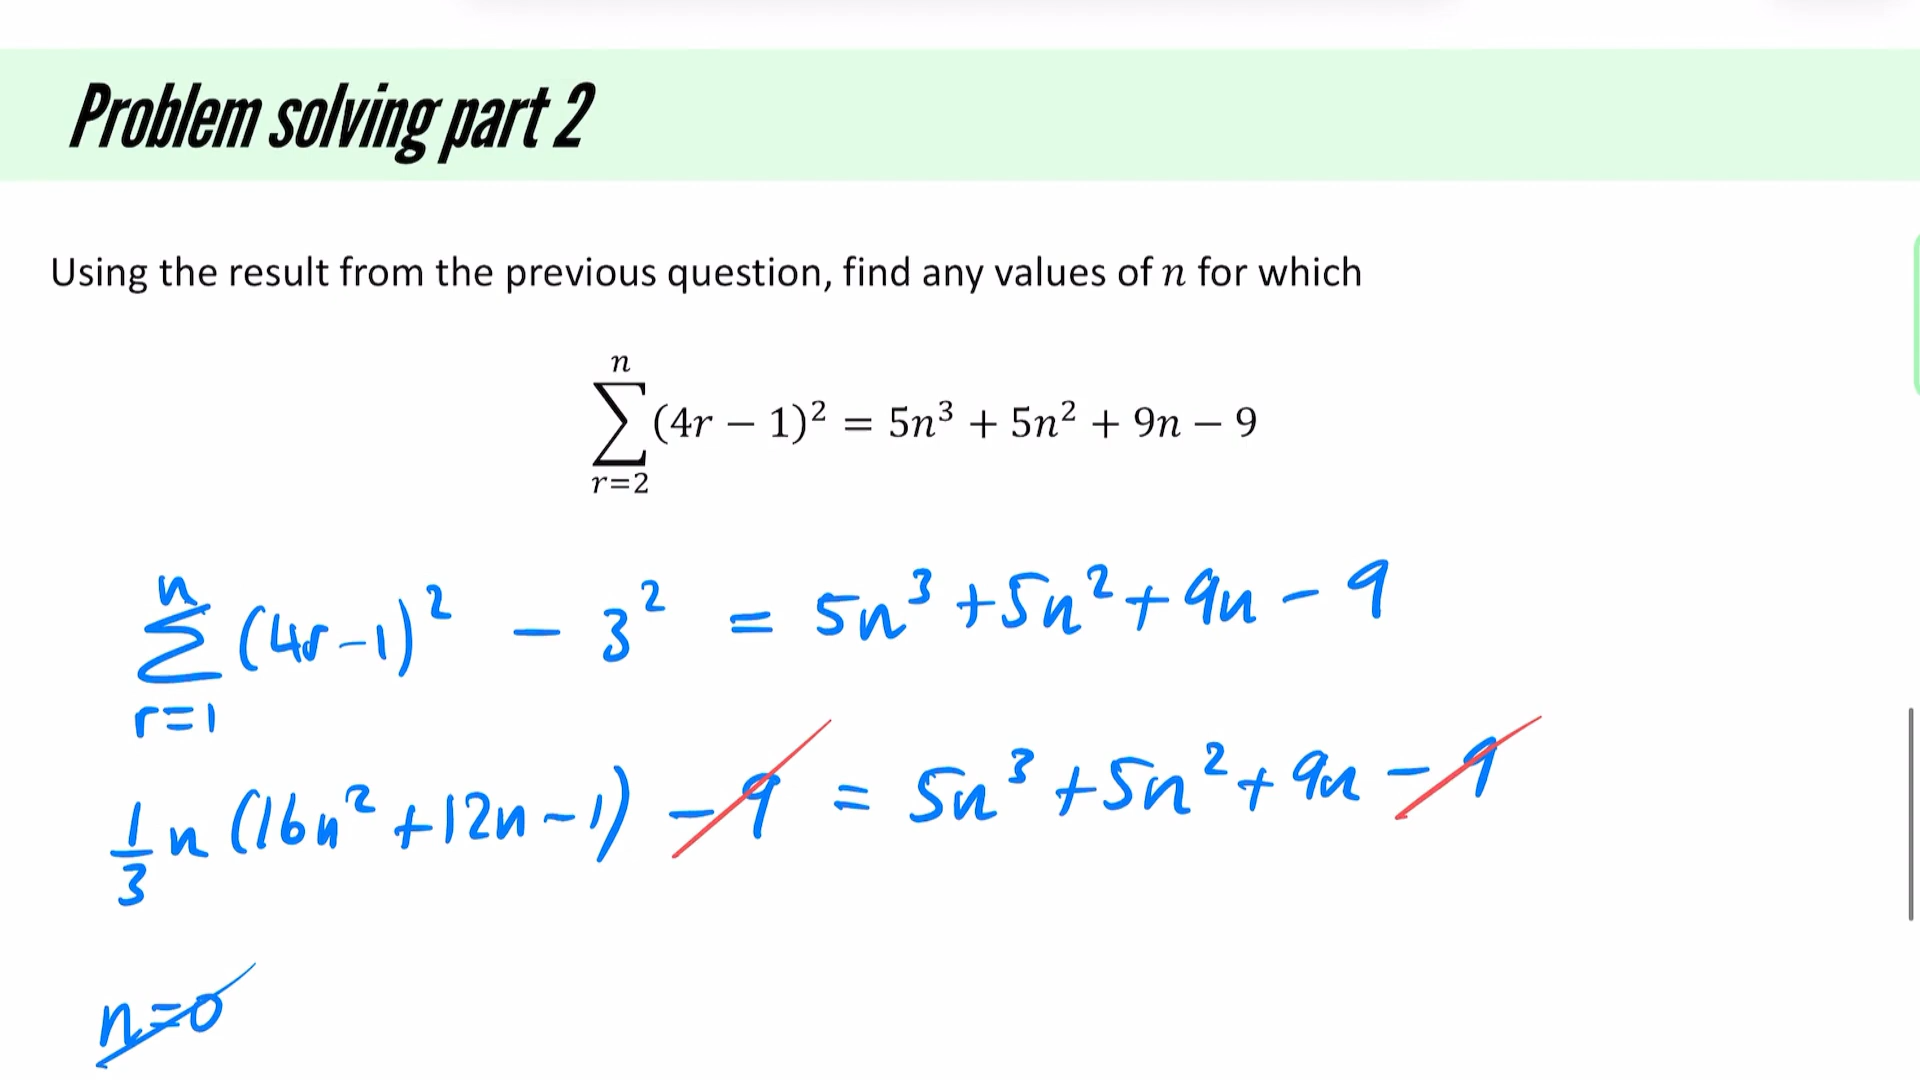 Problem solving part 2
Using the result from the previous question, find any values of n for which
n
∑ (4r − 1)² = 5n³ + 5n² + 9n − 9
r=2
n
∑ (4r−1)² − 3² = 5n³ + 5n² + 9n − 9
r=1
1/3 n (16n² + 12n − 1) − 9 = 5n³ + 5n² + 9n − 9
n=0